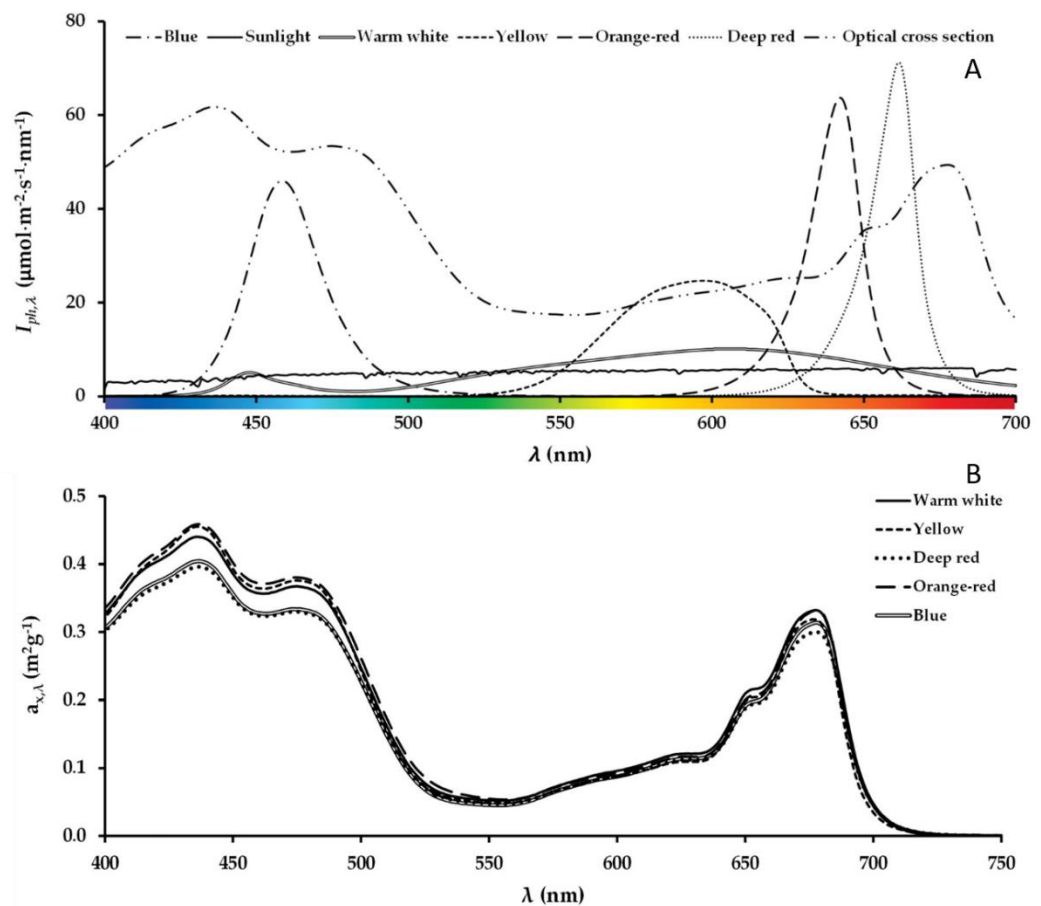 Blue Sunlight Warm white Yellow Orange-red Deep red Optical cross section
A
80
60
40
20
0
I_ph,λ (μmol·m⁻²·s⁻¹·nm⁻¹)
400 450 500 550 600 650 700
λ (nm)
B
Warm white
Yellow
Deep red
Orange-red
Blue
0.5
0.4
0.3
0.2
0.1
0.0
a_x,λ (m²g⁻¹)
400 450 500 550 600 650 700 750
λ (nm)